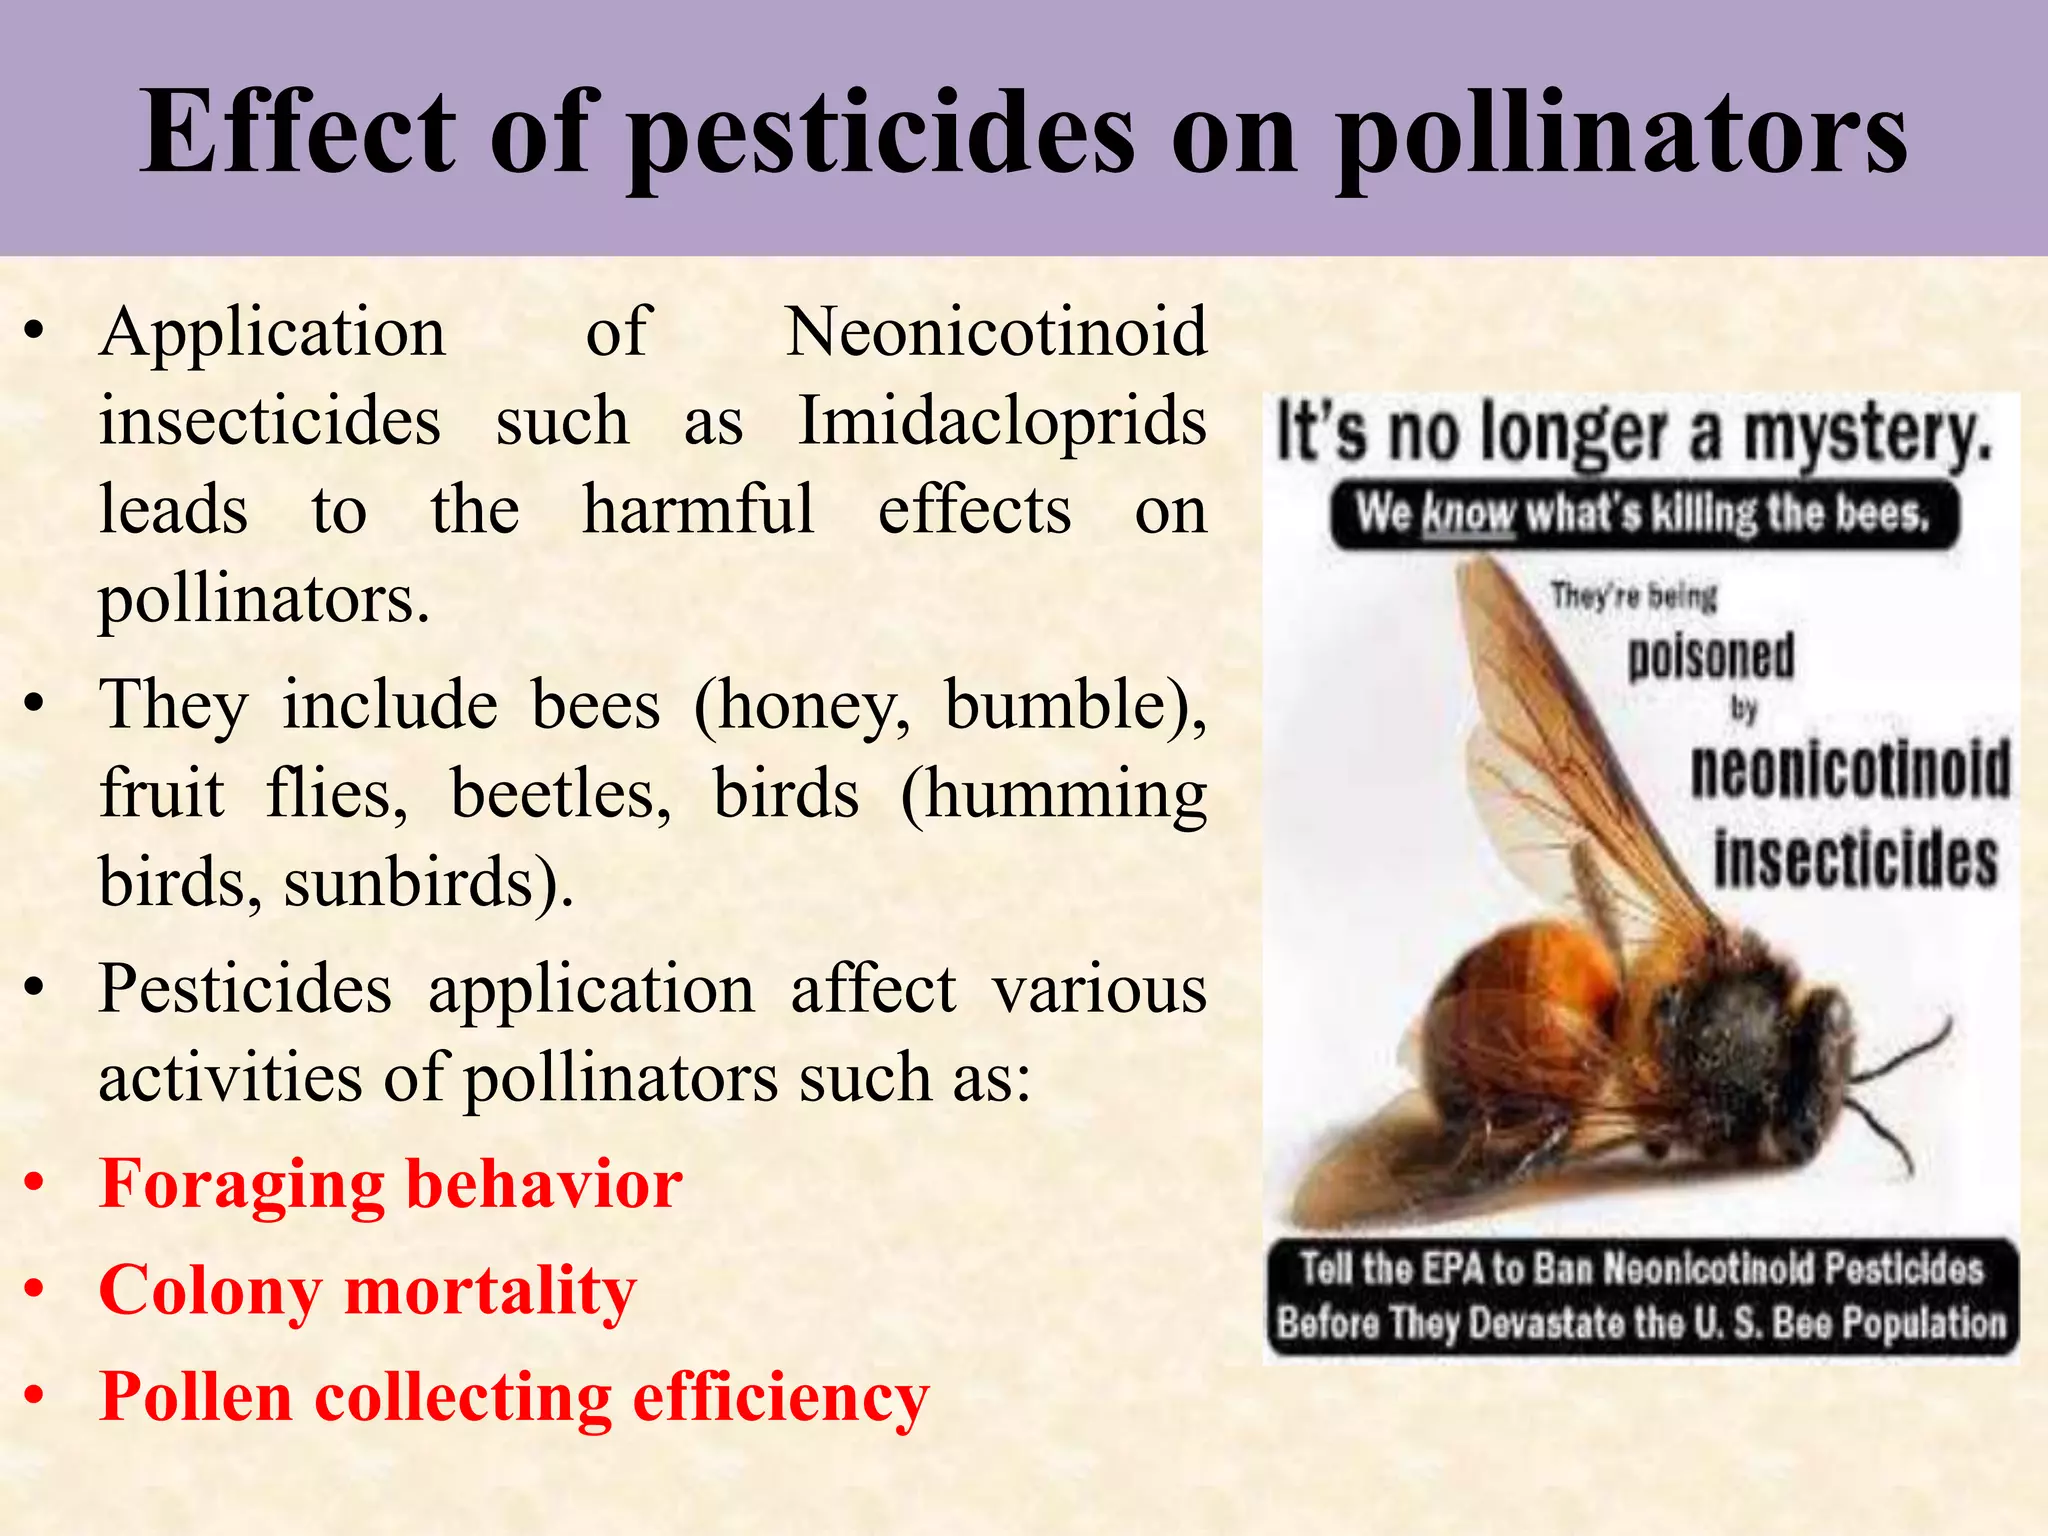 Effect of pesticides on pollinators
• Application of Neonicotinoid
insecticides such as Imidacloprids
leads to the harmful effects on
pollinators.
• They include bees (honey, bumble),
fruit flies, beetles, birds (humming
birds, sunbirds).
• Pesticides application affect various
activities of pollinators such as:
• Foraging behavior
• Colony mortality
• Pollen collecting efficiency
It's no longer a mystery.
We know what's killing the bees.
They're being
poisoned
by
neonicotinoid
insecticides
Tell the EPA to Ban Neonicotinoid Pesticides
Before They Devastate the U. S. Bee Population